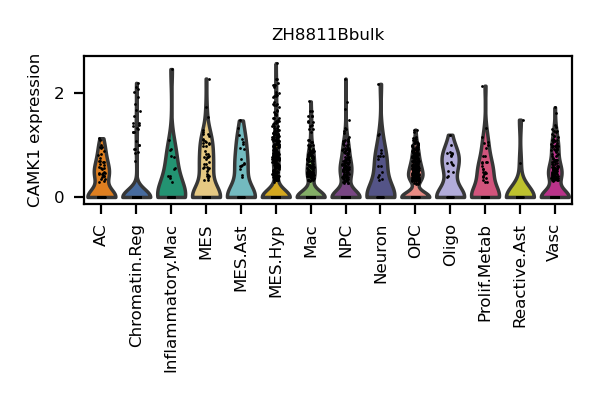 ZH8811Bbulk
CAMK1 expression
2
0
AC
Chromatin.Reg
Inflammatory.Mac
MES
MES.Ast
MES.Hyp
Mac
NPC
Neuron
OPC
Oligo
Prolif.Metab
Reactive.Ast
Vasc